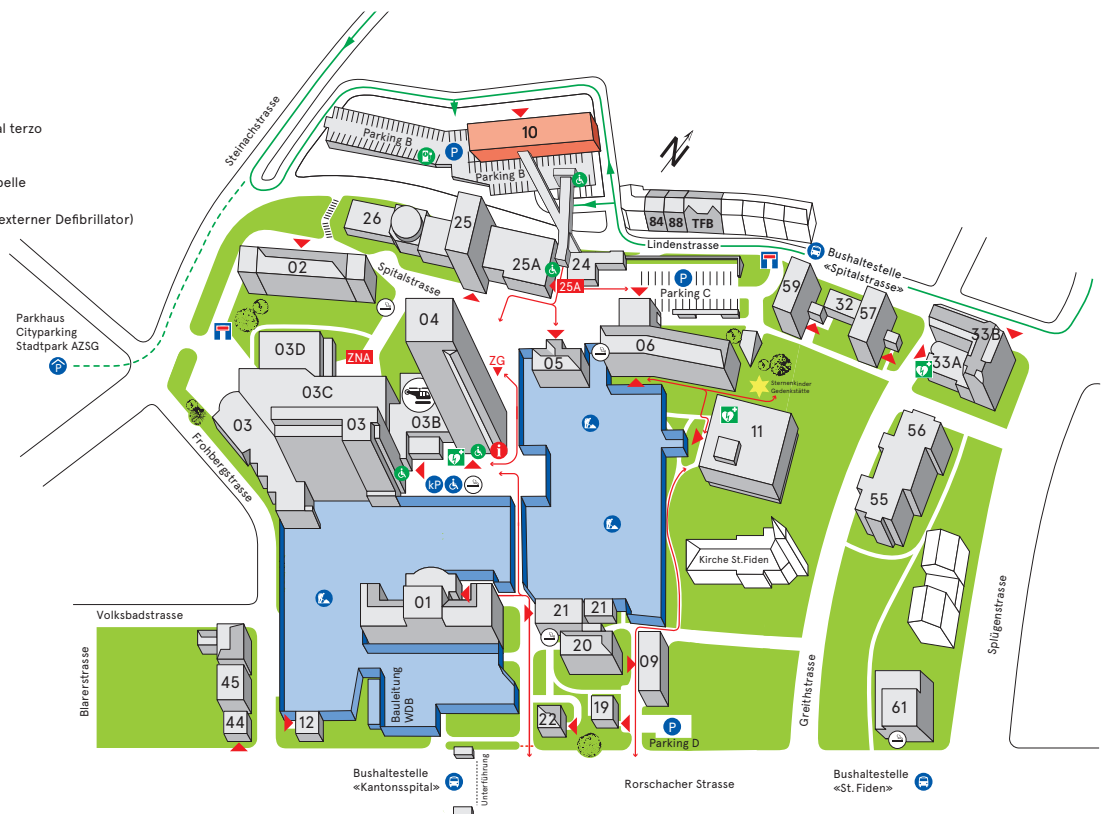 al terzo
pelle
externer Defibrillator)
Steinachstrasse
Parking B
P
10
Parking B
N
84 88 TFB
Lindenstrasse
Bushaltestelle
«Spitalstrasse»
26
25
25A
24
25A
02
Spitalstrasse
P
Parking C
59
32
57
33B
33A
Parkhaus
Cityparking
Stadtpark AZSG
P
04
03D
ZNA
ZG
05
06
Sternenkinder
Gedenkstätte
03C
03
03
03B
i
kP
11
56
55
Frohbergstrasse
Kirche St.Fiden
01
21
21
20
09
Volksbadstrasse
Blarerstrasse
45
44
12
Bauleitung
WDB
22
19
P
Parking D
Greithstrasse
Splügenstrasse
61
Bushaltestelle
«Kantonsspital»
Unterführung
Rorschacher Strasse
Bushaltestelle
«St. Fiden»